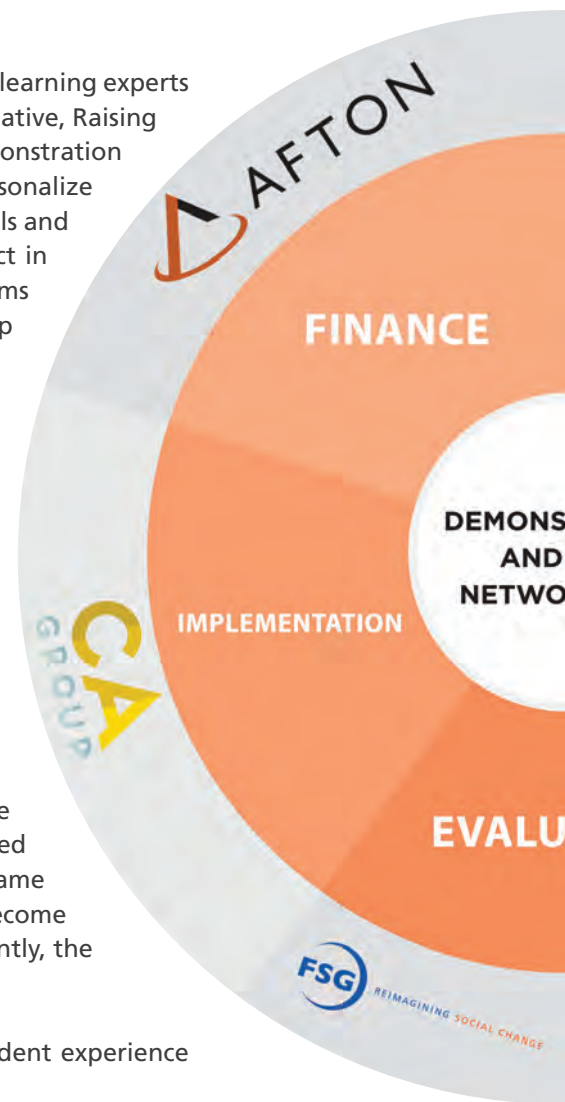 learning experts
ative, Raising
onstration
sonalize
ls and
ct in
ms
p
AFTON
FINANCE
DEMONS
AND
NETWO
IMPLEMENTATION
CA
GROUP
EVALU
e
ed
ame
ecome
ntly, the
FSG
REIMAGINING SOCIAL CHANGE
dent experience